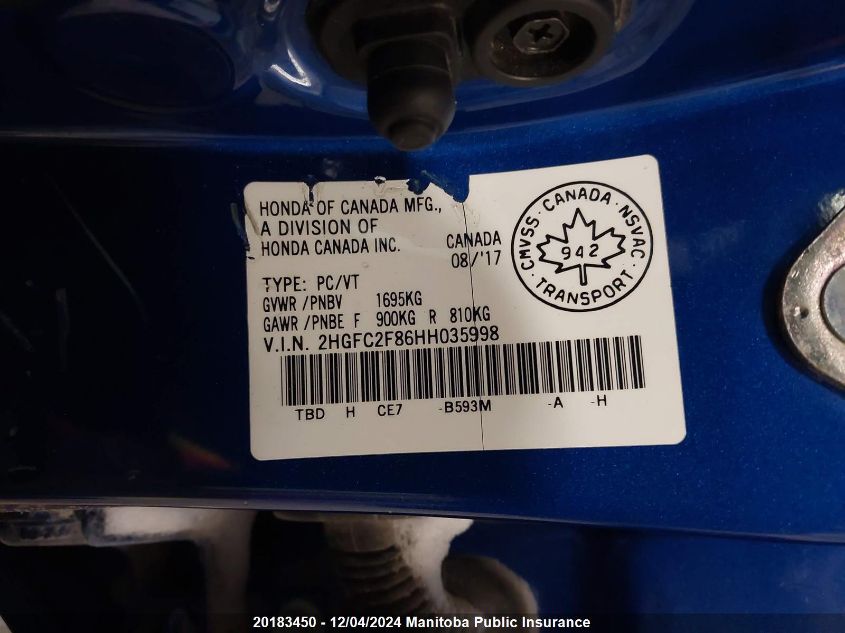 HONDA OF CANADA MFG.,
A DIVISION OF
HONDA CANADA INC.
CANADA
08/'17
TYPE: PC/VT
GVWR /PNBV 1695KG
GAWR /PNBE F 900KG R 810KG
V.I.N. 2HGFC2F86HH035998
TBD H CE7 -B593M -A -H
CMVSS · CANADA · NSVAC
942
· TRANSPORT ·
20183450 - 12/04/2024 - Manitoba Public Insurance